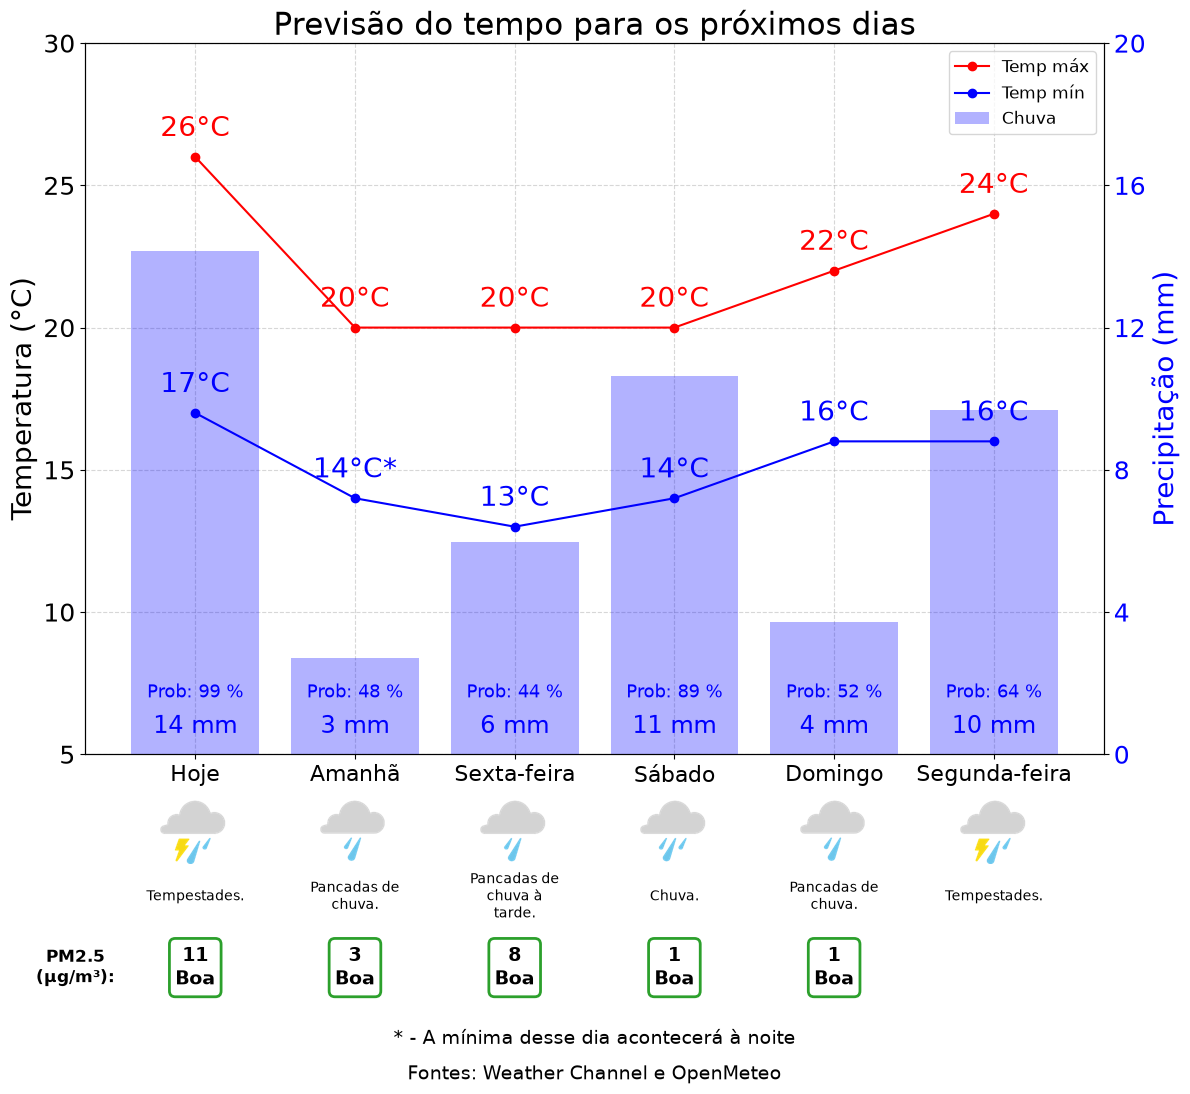 Previsão do tempo para os próximos dias
30
25
20
15
10
5
Temperatura (°C)
20
16
12
8
4
0
Precipitação (mm)
Temp máx
Temp mín
Chuva
26°C
20°C
20°C
20°C
22°C
24°C
17°C
14°C*
13°C
14°C
16°C
16°C
Prob: 99 %
Prob: 48 %
Prob: 44 %
Prob: 89 %
Prob: 52 %
Prob: 64 %
14 mm
3 mm
6 mm
11 mm
4 mm
10 mm
Hoje
Amanhã
Sexta-feira
Sábado
Domingo
Segunda-feira
Tempestades.
Pancadas de
chuva.
Pancadas de
chuva à
tarde.
Chuva.
Pancadas de
chuva.
Tempestades.
PM2.5
(µg/m³):
11
Boa
3
Boa
8
Boa
1
Boa
1
Boa
* - A mínima desse dia acontecerá à noite
Fontes: Weather Channel e OpenMeteo